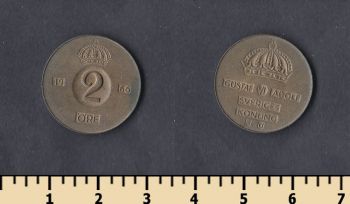 19 66
2
ÖRE
GUSTAF VI ADOLF
SVERIGES
KONUNG
1 2 3 4 5 6 7